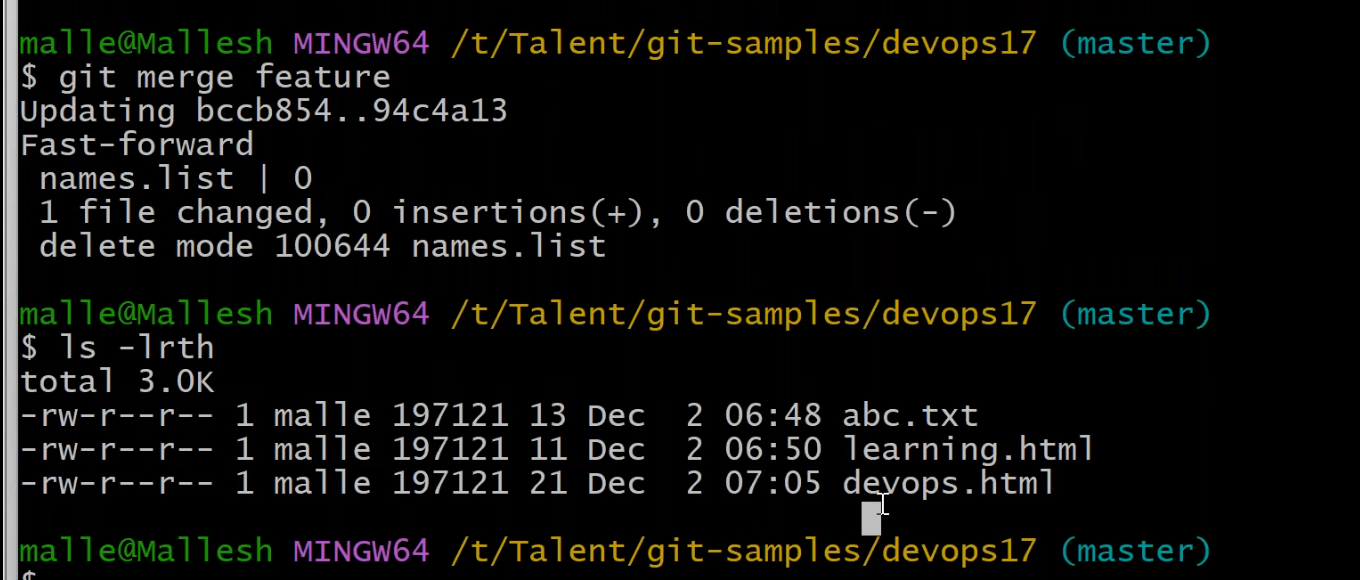 malle@Mallesh MINGW64 /t/Talent/git-samples/devops17 (master)
$ git merge feature
Updating bccb854..94c4a13
Fast-forward
 names.list | 0
 1 file changed, 0 insertions(+), 0 deletions(-)
 delete mode 100644 names.list
malle@Mallesh MINGW64 /t/Talent/git-samples/devops17 (master)
$ ls -lrth
total 3.0K
-rw-r--r-- 1 malle 197121 13 Dec  2 06:48 abc.txt
-rw-r--r-- 1 malle 197121 11 Dec  2 06:50 learning.html
-rw-r--r-- 1 malle 197121 21 Dec  2 07:05 devops.html
malle@Mallesh MINGW64 /t/Talent/git-samples/devops17 (master)
$